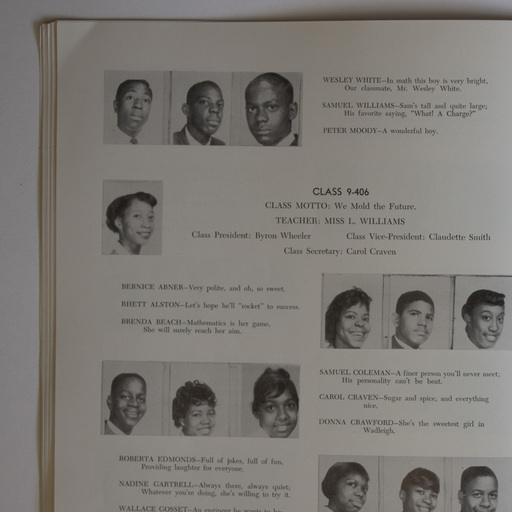 WESLEY WHITE—In math this boy is very bright,
Our classmate, Mr. Wesley White.
SAMUEL WILLIAMS—Sam's tall and quite large;
His favorite saying, "What! A Charge?"
PETER MOODY—A wonderful boy.
CLASS 9-406
CLASS MOTTO: We Mold the Future.
TEACHER: MISS L. WILLIAMS
Class President: Byron Wheeler Class Vice-President: Claudette Smith
Class Secretary: Carol Craven
BERNICE ABNER—Very polite, and oh, so sweet.
RHETT ALSTON—Let's hope he'll "rocket" to success.
BRENDA BEACH—Mathematics is her game,
She will surely reach her aim.
SAMUEL COLEMAN—A finer person you'll never meet;
His personality can't be beat.
CAROL CRAVEN—Sugar and spice, and everything
nice.
DONNA CRAWFORD—She's the sweetest girl in
Wadleigh.
ROBERTA EDMONDS—Full of jokes, full of fun,
Providing laughter for everyone.
NADINE GARTRELL—Always there, always quiet;
Whatever you're doing, she's willing to try it.
WALLACE GOSSET—An engineer he wants to be;